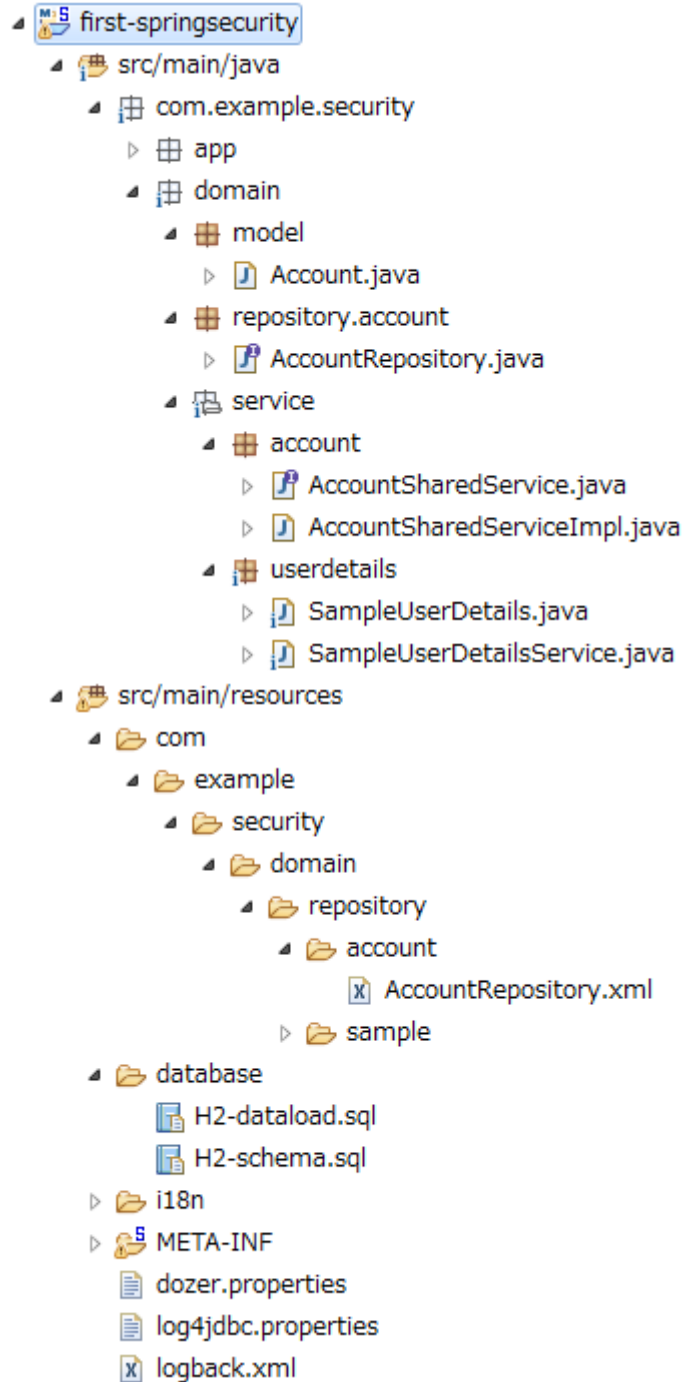 first-springsecurity
src/main/java
com.example.security
app
domain
model
Account.java
repository.account
AccountRepository.java
service
account
AccountSharedService.java
AccountSharedServiceImpl.java
userdetails
SampleUserDetails.java
SampleUserDetailsService.java
src/main/resources
com
example
security
domain
repository
account
AccountRepository.xml
sample
database
H2-dataload.sql
H2-schema.sql
i18n
META-INF
dozer.properties
log4jdbc.properties
logback.xml